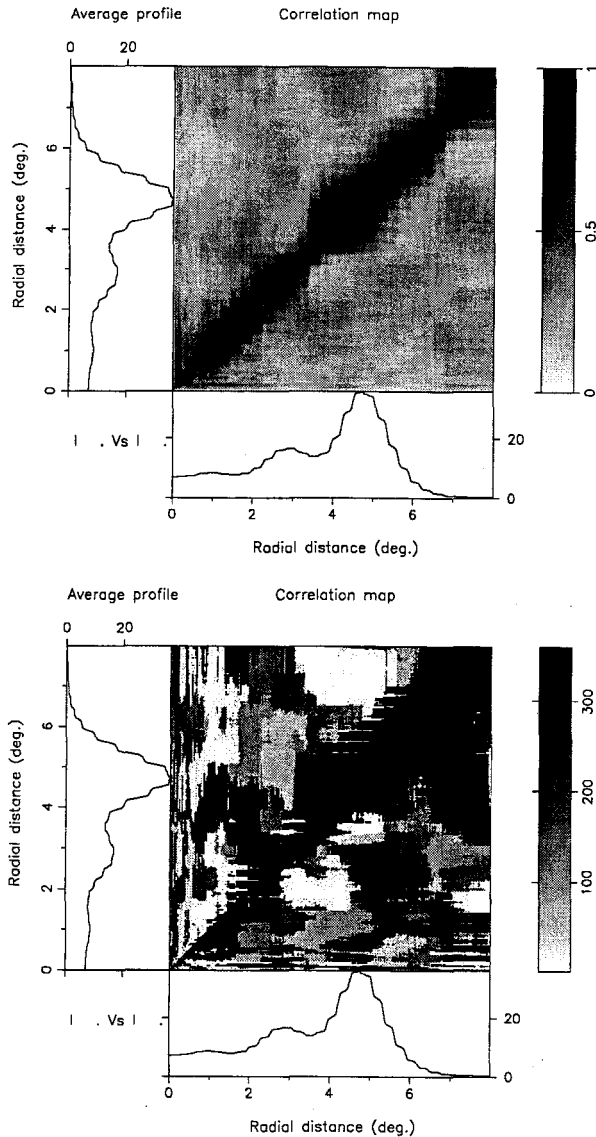 Average profile Correlation map
0 20
Radial distance (deg.)
6
4
2
0
1
0.5
0
I . Vs I .
20
0
0 2 4 6
Radial distance (deg.)
Average profile Correlation map
0 20
Radial distance (deg.)
6
4
2
0
300
200
100
I . Vs I .
20
0
0 2 4 6
Radial distance (deg.)